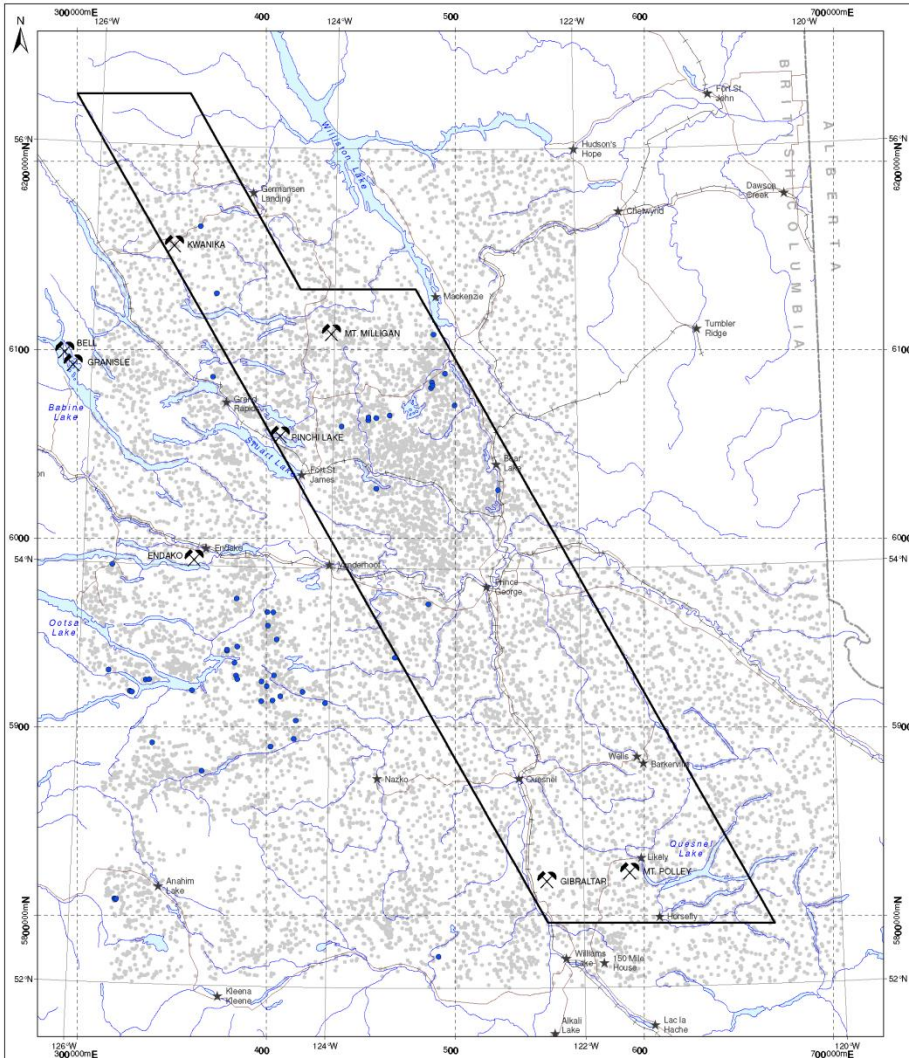 126°W
300000mE
400
124°W
500
122°W
600
700000mE
120°W
N
BRITISH COLUMBIA
ALBERTA
Fort St
John
56°N
6200000mN
Williston Lake
Hudson's
Hope
Germansen
Landing
Dawson
Creek
Chetwynd
KWANIKA
Mackenzie
MT. MILLIGAN
Tumbler
Ridge
BELL
GRANISLE
6100
6100
Babine
Lake
Grand
Rapids
PINCHI LAKE
Stuart Lake
Bear
Lake
Fort St
James
on
6000
54°N
6000
54°N
ENDAKO
Endako
Vanderhoof
Prince
George
Ootsa
Lake
5900
5900
Wells
Barkerville
Nazko
Quesnel
Quesnel
Lake
Likely
MT. POLLEY
GIBRALTAR
Anahim
Lake
Horsefly
5800000mN
5800000mN
Williams
Lake
150 Mile
House
52°N
52°N
Kleena
Kleene
Alkali
Lake
Lac la
Hache
126°W
300000mE
400
124°W
500
122°W
600
700000mE
120°W